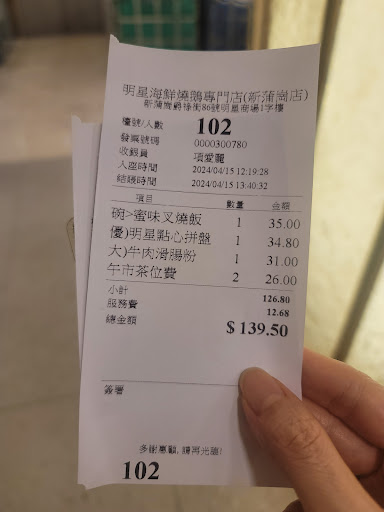 明星海鮮燒鵝專門店(新蒲崗店)
新蒲崗爵祿街86號明星商場1字樓
檯號/人數 102
發票號碼 0000300780
收銀員 項愛麗
入座時間 2024/04/15 12:19:28
結賬時間 2024/04/15 13:40:32
項目 數量 金額
碗>蜜味叉燒飯 1 35.00
優)明星點心拼盤 1 34.80
大)牛肉滑腸粉 1 31.00
午市茶位費 2 26.00
小計 126.80
服務費 12.68
總金額 $139.50
簽署
多謝惠顧, 請再光臨!
102